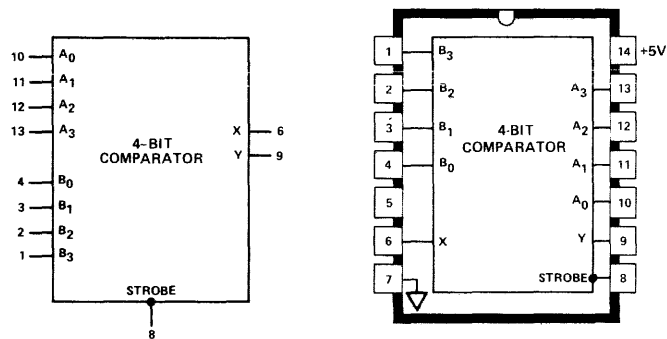 10 A0
11 A1
12 A2
13 A3
4-BIT
COMPARATOR
X 6
Y 9
4 B0
3 B1
2 B2
1 B3
STROBE
8
1 B3
2 B2
3 B1
4 B0
5
6 X
7
4-BIT
COMPARATOR
14 +5V
A3 13
A2 12
A1 11
A0 10
Y 9
STROBE 8